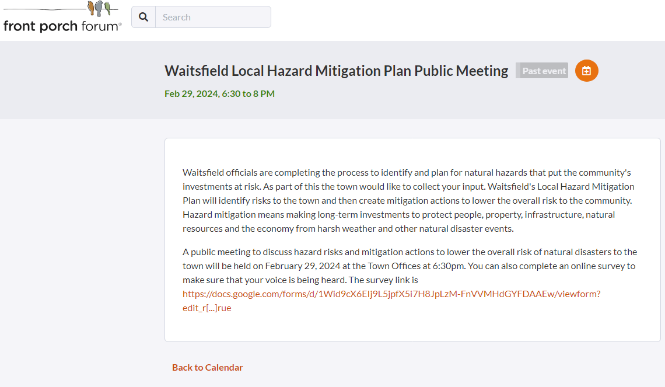 front porch forum
Search
Waitsfield Local Hazard Mitigation Plan Public Meeting Past event
Feb 29, 2024, 6:30 to 8 PM
Waitsfield officials are completing the process to identify and plan for natural hazards that put the community's
investments at risk. As part of this the town would like to collect your input. Waitsfield's Local Hazard Mitigation
Plan will identify risks to the town and then create mitigation actions to lower the overall risk to the community.
Hazard mitigation means making long-term investments to protect people, property, infrastructure, natural
resources and the economy from harsh weather and other natural disaster events.
A public meeting to discuss hazard risks and mitigation actions to lower the overall risk of natural disasters to the
town will be held on February 29, 2024 at the Town Offices at 6:30pm. You can also complete an online survey to
make sure that your voice is being heard. The survey link is
https://docs.google.com/forms/d/1Wid9cX6EIj9L5jpfX5i7H8JpLzM-FnVVMHdGYFDAAEw/viewform?
edit_r[...]rue
Back to Calendar